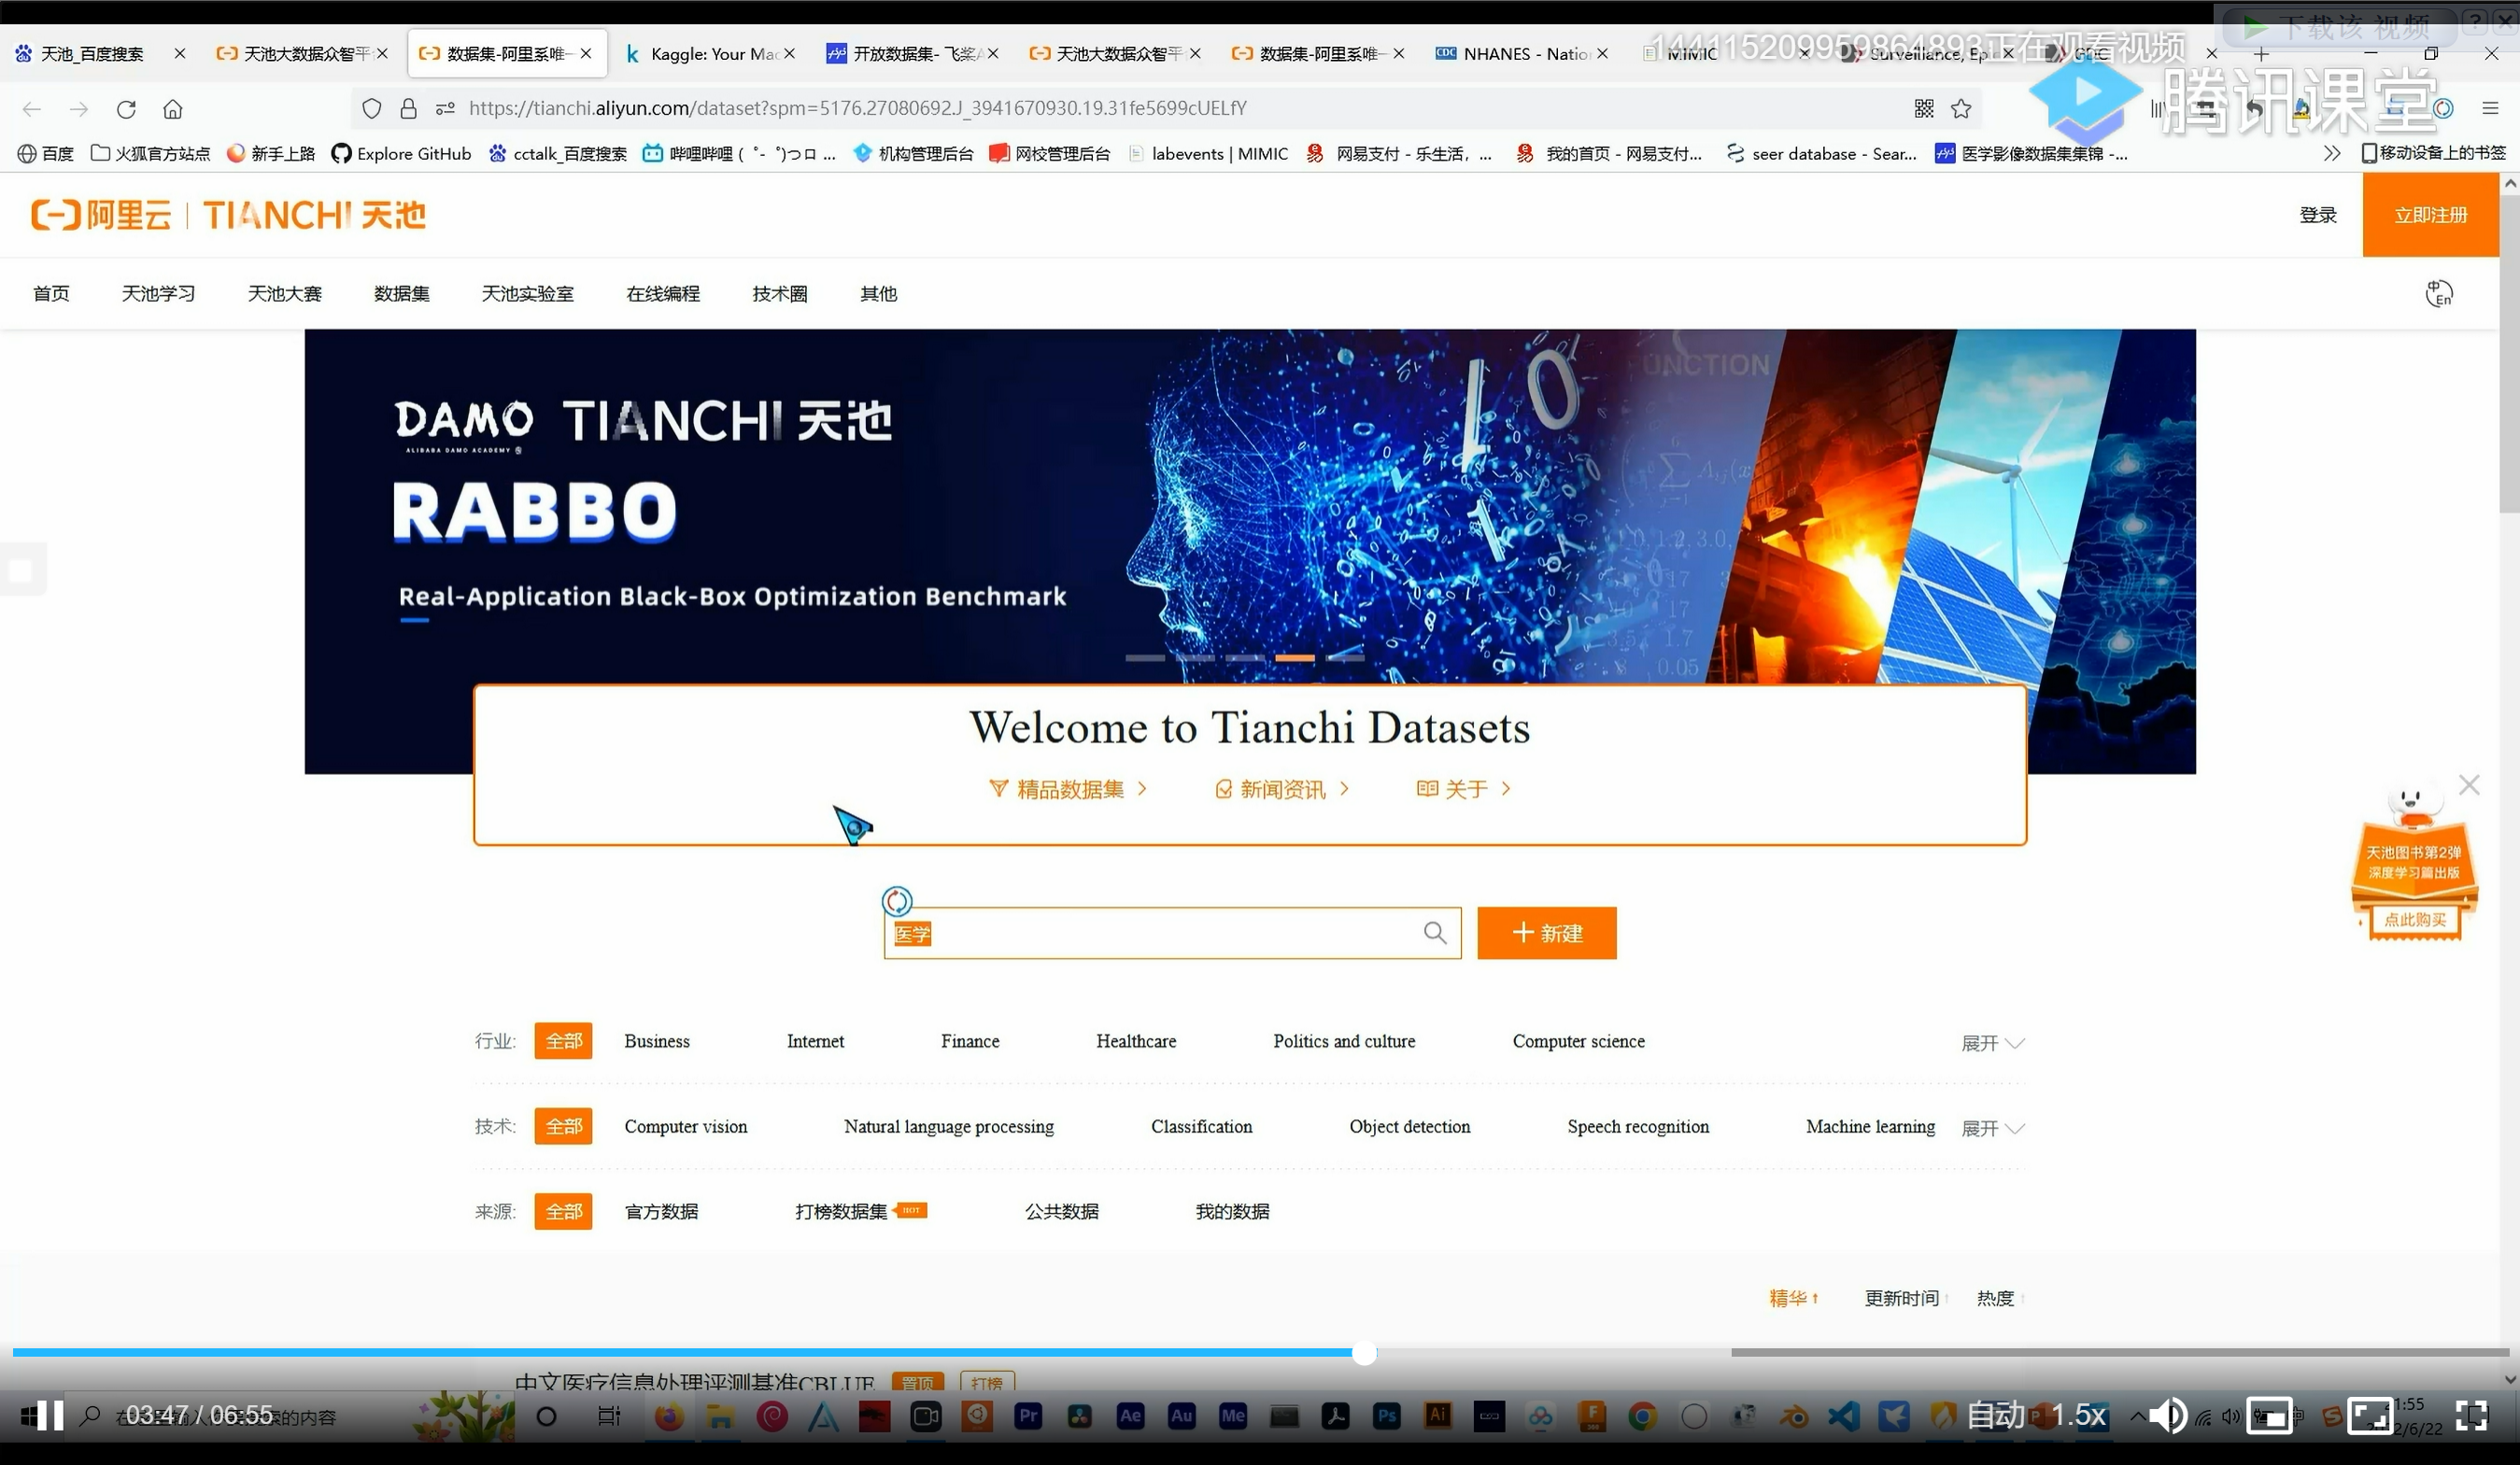 下载该 视频 ?
天池_百度搜索
天池大数据众智平
数据集-阿里系唯一
Kaggle: Your Mac
开放数据集- 飞桨A
天池大数据众智平
数据集-阿里系唯一
CDC NHANES - Natio
MIMIC
Surveillance, Epi
144115209959864893正在观看视频
https://tianchi.aliyun.com/dataset?spm=5176.27080692.J_3941670930.19.31fe5699cUELfY
腾讯课堂
百度
火狐官方站点
新手上路
Explore GitHub
cctalk_百度搜索
哔哩哔哩 ( ゜- ゜)つロ ...
机构管理后台
网校管理后台
labevents | MIMIC
网易支付 - 乐生活，...
我的首页 - 网易支付...
seer database - Sear...
医学影像数据集集锦 -...
移动设备上的书签
阿里云 | TIANCHI 天池
登录
立即注册
首页
天池学习
天池大赛
数据集
天池实验室
在线编程
技术圈
其他
中 En
DAMO TIANCHI 天池
ALIBABA DAMO ACADEMY
RABBO
Real-Application Black-Box Optimization Benchmark
UNCTION
Welcome to Tianchi Datasets
精品数据集 >
新闻资讯 >
关于 >
天池图书第2弹
深度学习篇出版
点此购买
医学
+ 新建
行业: 全部 Business Internet Finance Healthcare Politics and culture Computer science 展开
技术: 全部 Computer vision Natural language processing Classification Object detection Speech recognition Machine learning 展开
来源: 全部 官方数据 打榜数据集 HOT 公共数据 我的数据
精华↑ 更新时间↑ 热度↑
中文医疗信息处理评测基准CBLUE 置顶 打榜
03:47 / 06:55
Pr
Ae
Au
Me
Ps
Ai
自动
1.5x